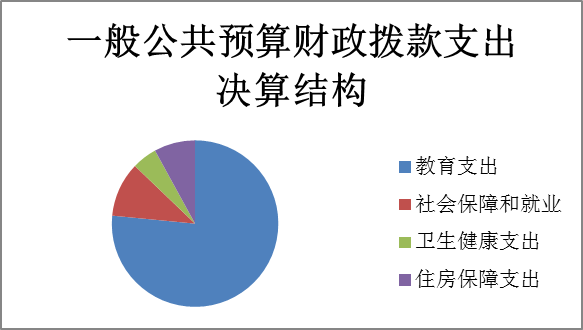 一般公共预算财政拨款支出
决算结构
教育支出
社会保障和就业
卫生健康支出
住房保障支出